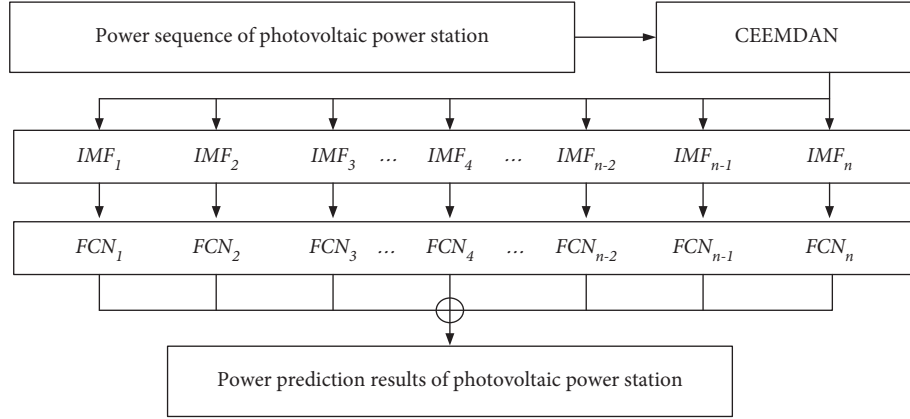 Power sequence of photovoltaic power station CEEMDAN
IMF1 IMF2 IMF3 ... IMF4 ... IMFn-2 IMFn-1 IMFn
FCN1 FCN2 FCN3 ... FCN4 ... FCNn-2 FCNn-1 FCNn
Power prediction results of photovoltaic power station